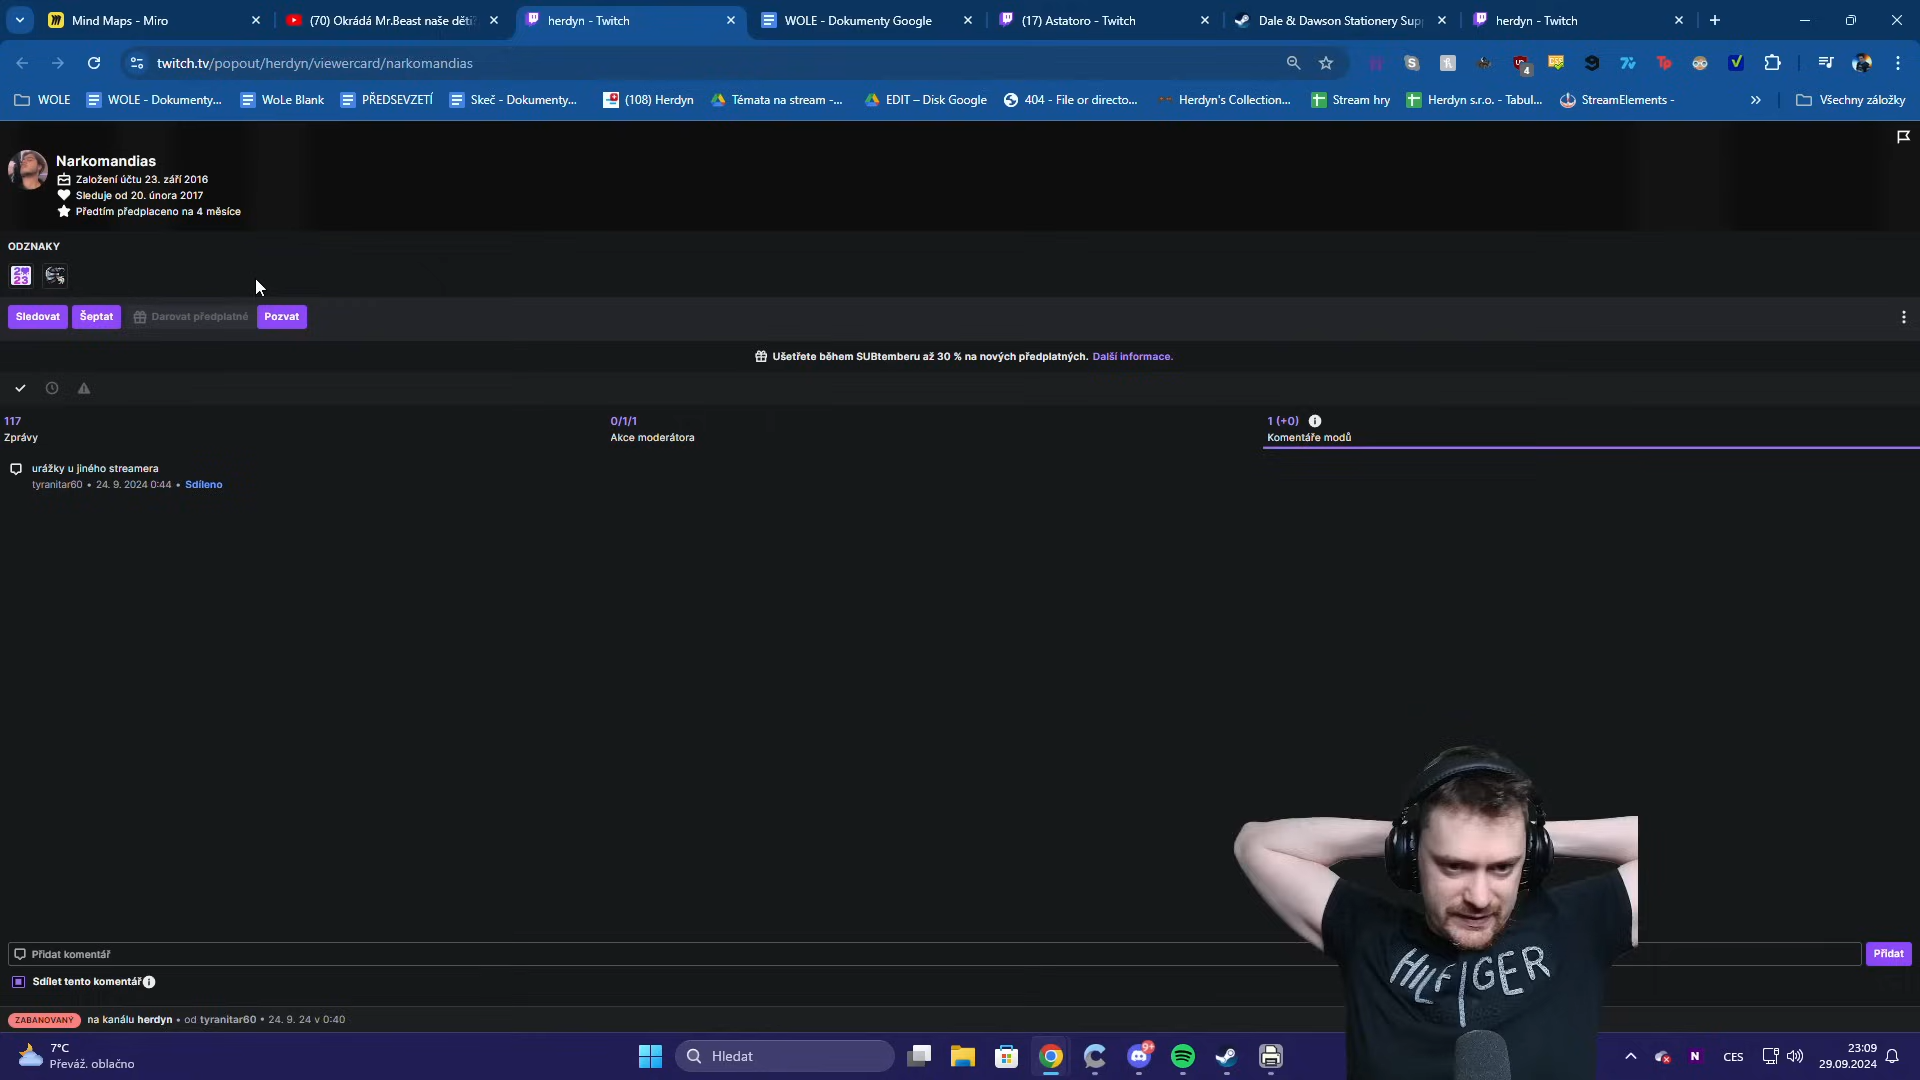 Mind Maps - Miro
(70) Okrádá Mr.Beast naše děti?
herdyn - Twitch
WOLE - Dokumenty Google
(17) Astatoro - Twitch
Dale & Dawson Stationery Sup
herdyn - Twitch
twitch.tv/popout/herdyn/viewercard/narkomandias
WOLE
WOLE - Dokumenty...
WoLe Blank
PŘEDSEVZETÍ
Skeč - Dokumenty...
(108) Herdyn
Témata na stream -...
EDIT – Disk Google
404 - File or directo...
Herdyn's Collection...
Stream hry
Herdyn s.r.o. - Tabul...
StreamElements -
Všechny záložky
Narkomandias
Založení účtu 23. září 2016
Sleduje od 20. února 2017
Předtím předplaceno na 4 měsíce
ODZNAKY
Sledovat
Šeptat
Darovat předplatné
Pozvat
Ušetřete během SUBtemberu až 30 % na nových předplatných. Další informace.
117
Zprávy
0/1/1
Akce moderátora
1 (+0)
Komentáře modů
urážky u jiného streamera
tyranitar60 • 24. 9. 2024 0:44 • Sdíleno
Přidat komentář
Přidat
Sdílet tento komentář
ZABANOVANÝ na kanálu herdyn • od tyranitar60 • 24. 9. 24 v 0:40
HILFIGER
7°C
Převáž. oblačno
Hledat
9+
CES
23:09
29.09.2024